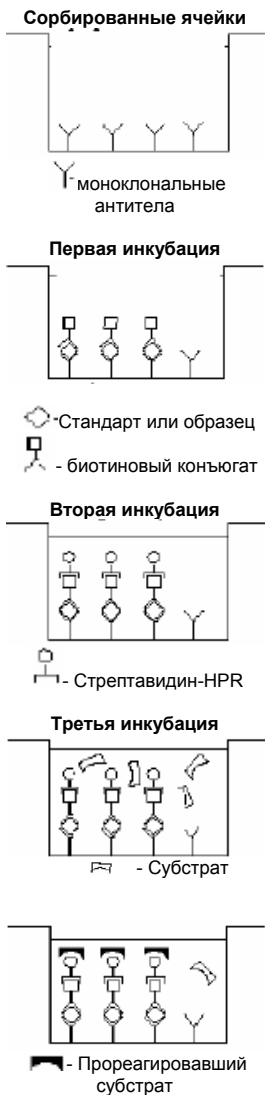 Сорбированные ячейки
-моноклональные
антитела
Первая инкубация
-Стандарт или образец
- биотиновый конъюгат
Вторая инкубация
- Стрептавидин-HPR
Третья инкубация
- Субстрат
- Прореагировавший
субстрат